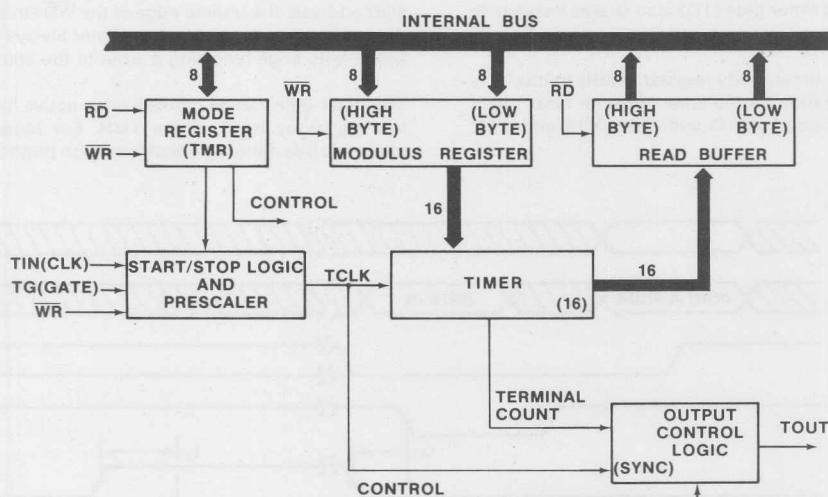 INTERNAL BUS
8
8
8
8
8
WR
RD
RD
WR
MODE
REGISTER
(TMR)
(HIGH
BYTE)
(LOW
BYTE)
MODULUS REGISTER
(HIGH
BYTE)
(LOW
BYTE)
READ BUFFER
CONTROL
16
TIN(CLK)
TG(GATE)
WR
START/STOP LOGIC
AND
PRESCALER
TCLK
TIMER
(16)
16
TERMINAL
COUNT
OUTPUT
CONTROL
LOGIC
(SYNC)
TOUT
CONTROL